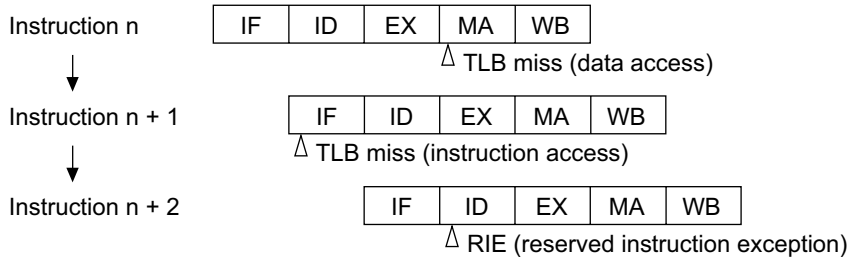 Instruction n IF ID EX MA WB
TLB miss (data access)
Instruction n + 1 IF ID EX MA WB
TLB miss (instruction access)
Instruction n + 2 IF ID EX MA WB
RIE (reserved instruction exception)